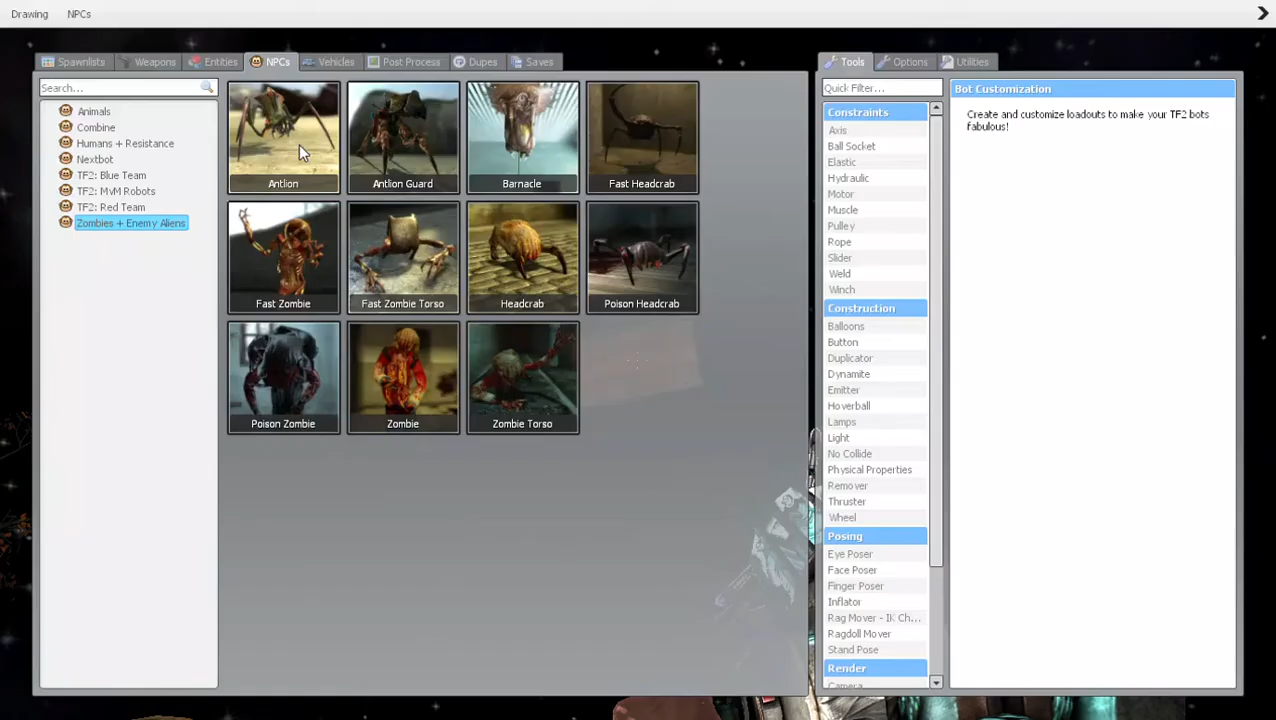 Drawing NPCs
Spawnlists Weapons Entities NPCs Vehicles Post Process Dupes Saves
Search...
Animals
Combine
Humans + Resistance
Nextbot
TF2: Blue Team
TF2: MvM Robots
TF2: Red Team
Zombies + Enemy Aliens
Antlion Antlion Guard Barnacle Fast Headcrab
Fast Zombie Fast Zombie Torso Headcrab Poison Headcrab
Poison Zombie Zombie Zombie Torso
Tools Options Utilities
Quick Filter...
Constraints
Axis
Ball Socket
Elastic
Hydraulic
Motor
Muscle
Pulley
Rope
Slider
Weld
Winch
Construction
Balloons
Button
Duplicator
Dynamite
Emitter
Hoverball
Lamps
Light
No Collide
Physical Properties
Remover
Thruster
Wheel
Posing
Eye Poser
Face Poser
Finger Poser
Inflator
Rag Mover - IK Ch...
Ragdoll Mover
Stand Pose
Render
Camera
Bot Customization
Create and customize loadouts to make your TF2 bots
fabulous!